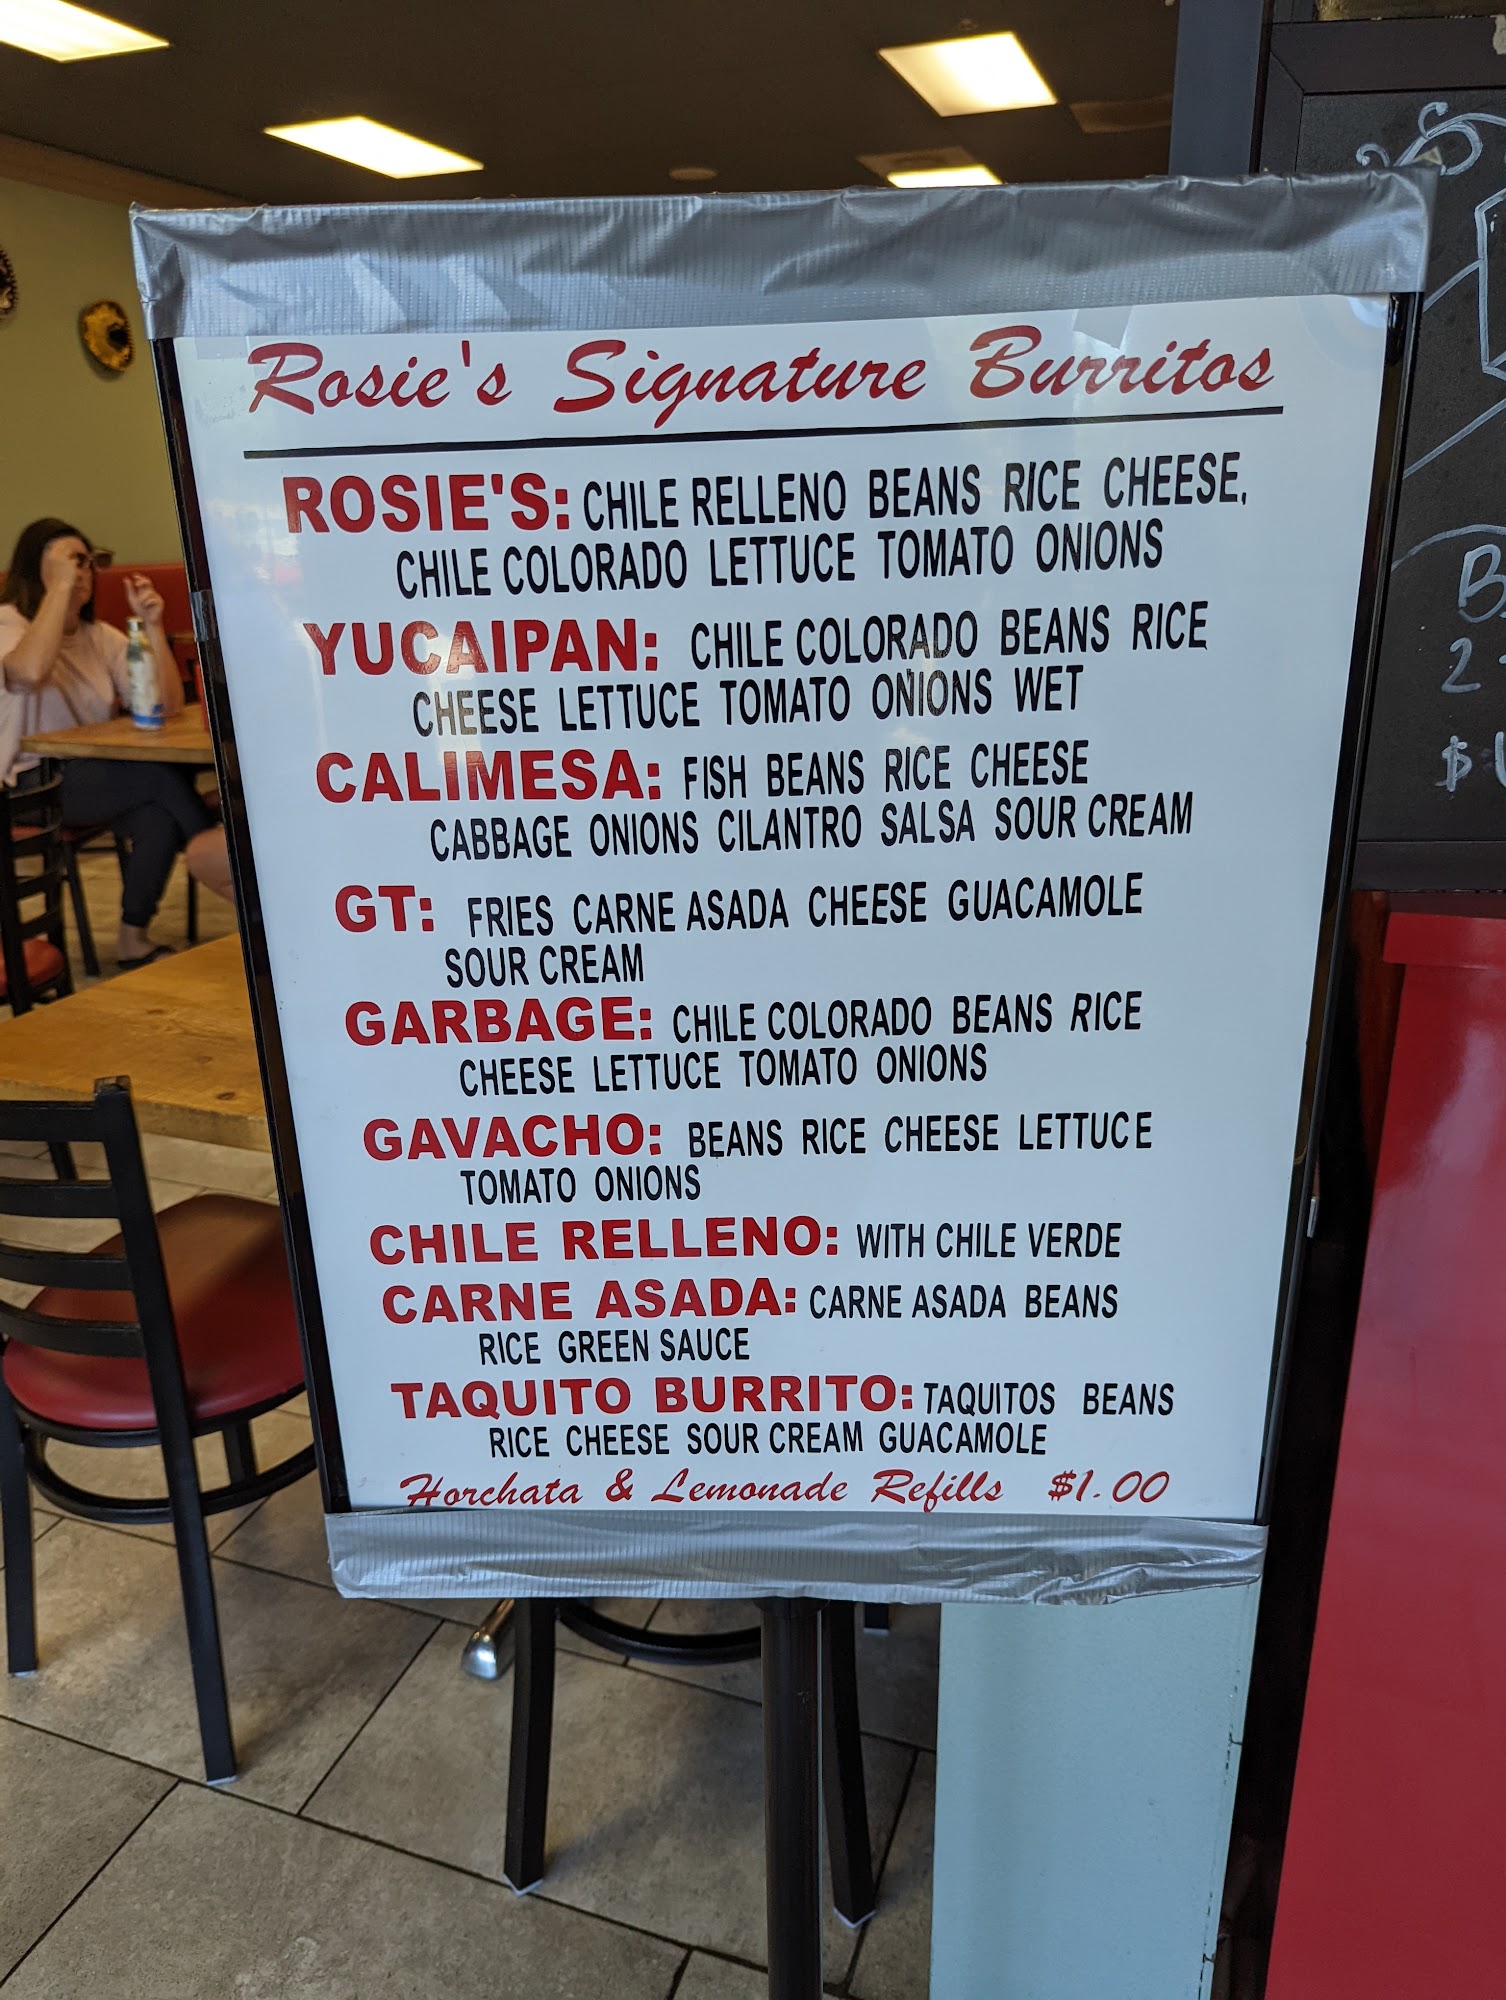 Rosie's Signature Burritos
ROSIE'S: CHILE RELLENO BEANS RICE CHEESE,
CHILE COLORADO LETTUCE TOMATO ONIONS
YUCAIPAN: CHILE COLORADO BEANS RICE
CHEESE LETTUCE TOMATO ONIONS WET
CALIMESA: FISH BEANS RICE CHEESE
CABBAGE ONIONS CILANTRO SALSA SOUR CREAM
GT: FRIES CARNE ASADA CHEESE GUACAMOLE
SOUR CREAM
GARBAGE: CHILE COLORADO BEANS RICE
CHEESE LETTUCE TOMATO ONIONS
GAVACHO: BEANS RICE CHEESE LETTUCE
TOMATO ONIONS
CHILE RELLENO: WITH CHILE VERDE
CARNE ASADA: CARNE ASADA BEANS
RICE GREEN SAUCE
TAQUITO BURRITO: TAQUITOS BEANS
RICE CHEESE SOUR CREAM GUACAMOLE
Horchata & Lemonade Refills $1.00